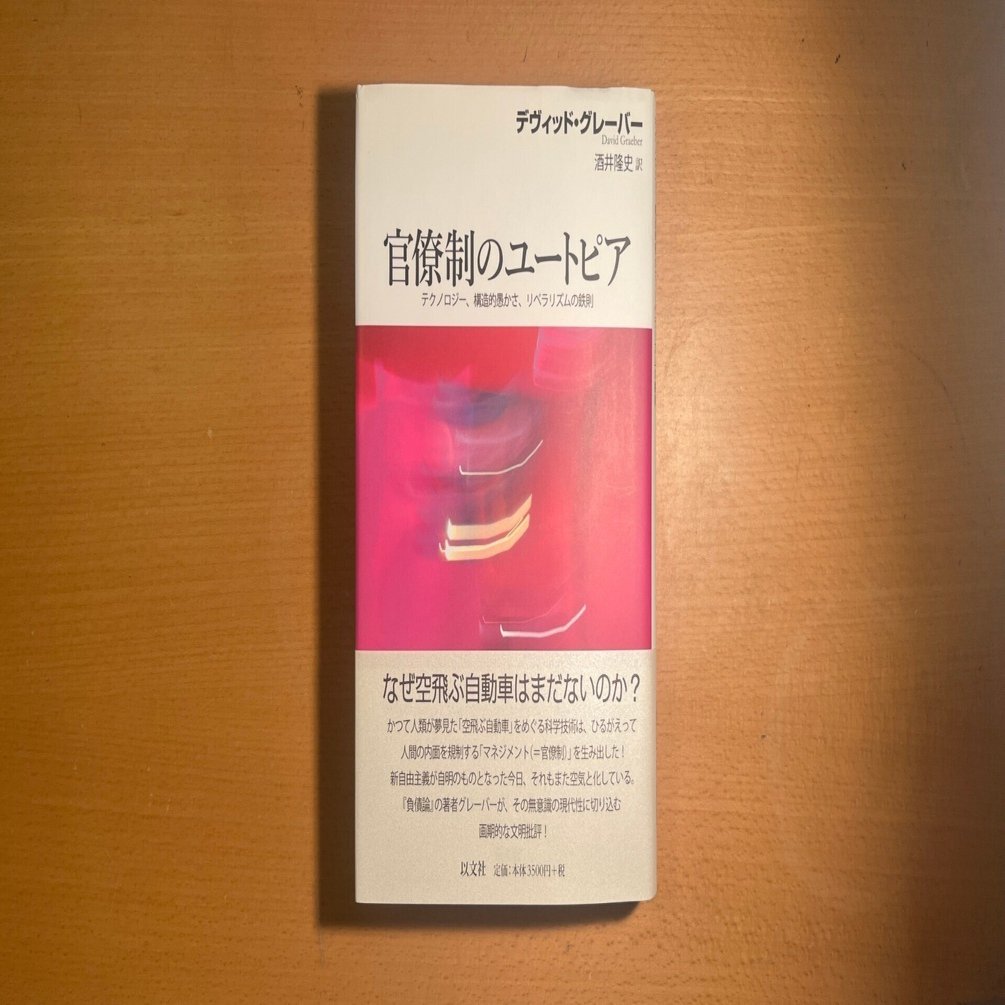 デヴィッド・グレーバー
David Graeber
酒井隆史 訳
官僚制のユートピア
テクノロジー、構造的愚かさ、リベラリズムの鉄則
なぜ空飛ぶ自動車はまだないのか？
かつて人類が夢見た「空飛ぶ自動車」をめぐる科学技術は、ひるがえって
人間の内面を規制する「マネジメント（＝官僚制）」を生み出した！
新自由主義が自明のものとなった今日、それもまた空気と化している。
『負債論』の著者グレーバーが、その無意識の現代性に切り込む
画期的な文明批評！
以文社 定価：本体3500円+税